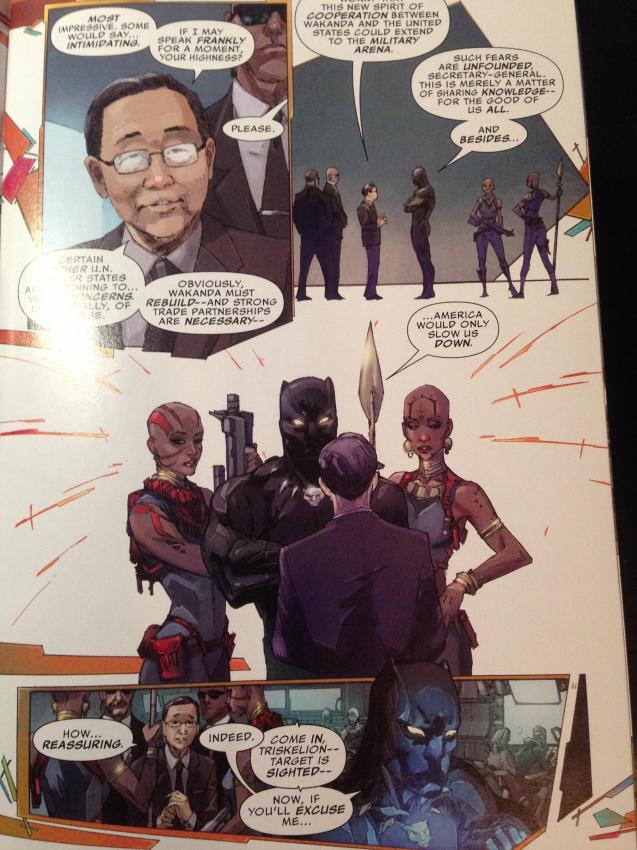 MOST
IMPRESSIVE. SOME
WOULD SAY...
INTIMIDATING.
IF I MAY
SPEAK FRANKLY
FOR A MOMENT,
YOUR HIGHNESS?
PLEASE.
CERTAIN
U.N.
STATES
TO...
CONCERNS.
OF
OBVIOUSLY,
WAKANDA MUST
REBUILD--AND STRONG
TRADE PARTNERSHIPS
ARE NECESSARY--
THIS NEW SPIRIT OF
COOPERATION BETWEEN
WAKANDA AND THE UNITED
STATES COULD EXTEND
TO THE MILITARY
ARENA.
SUCH FEARS
ARE UNFOUNDED,
SECRETARY-GENERAL.
THIS IS MERELY A MATTER
OF SHARING KNOWLEDGE--
FOR THE GOOD OF
US ALL.
AND
BESIDES...
...AMERICA
WOULD ONLY
SLOW US
DOWN.
HOW...
REASSURING.
INDEED.
COME IN,
TRISKELION--
TARGET IS
SIGHTED--
NOW, IF
YOU'LL EXCUSE
ME...